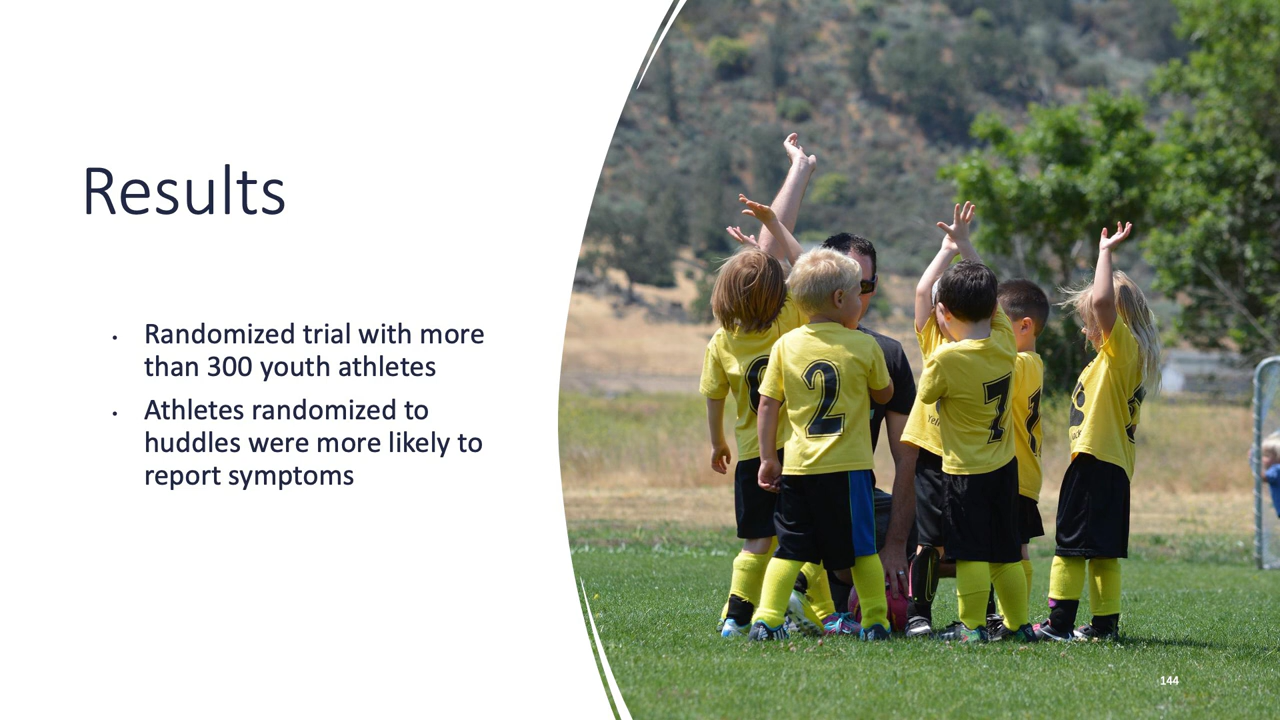 Results
· Randomized trial with more
than 300 youth athletes
· Athletes randomized to
huddles were more likely to
report symptoms
2
7
144